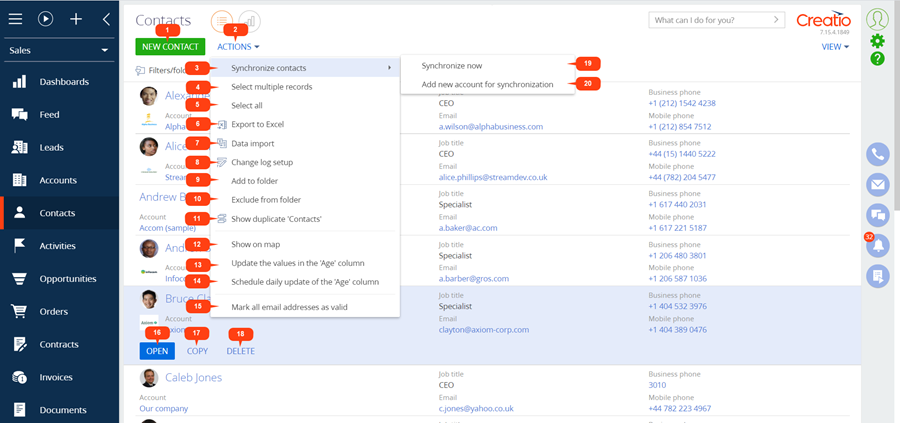 Contacts
What can I do for you?
Creatio
7.15.4.1849
Sales
1
NEW CONTACT
2
ACTIONS
VIEW
Filters/fol
3 Synchronize contacts
4 Select multiple records
5 Select all
6 Export to Excel
7 Data import
8 Change log setup
9 Add to folder
10 Exclude from folder
11 Show duplicate 'Contacts'
12 Show on map
13 Update the values in the 'Age' column
14 Schedule daily update of the 'Age' column
15 Mark all email addresses as valid
Synchronize now 19
Add new account for synchronization 20
Dashboards
Feed
Leads
Accounts
Contacts
Activities
Opportunities
Orders
Contracts
Invoices
Documents
Alexande
Account
Alpha
CEO
Email
a.wilson@alphabusiness.com
Business phone
+1 (212) 1542 4238
Mobile phone
+1 (212) 854 7512
Alice
Account
Stream
Job title
CEO
Email
alice.phillips@streamdev.co.uk
Business phone
+44 (15) 1440 5222
Mobile phone
+44 (782) 204 5477
Andrew B
Account
Accom (sample)
Job title
Specialist
Email
a.baker@ac.com
Business phone
+1 617 440 2031
Mobile phone
+1 617 221 5187
And
Account
Infoco
Job title
Specialist
Email
a.barber@gros.com
Business phone
+1 206 480 3801
Mobile phone
+1 206 587 1036
Bruce Cla
Account
Axiom
Job title
Specialist
Email
clayton@axiom-corp.com
Business phone
+1 404 532 3976
Mobile phone
+1 404 389 0476
16
OPEN
17
COPY
18
DELETE
Caleb Jones
Account
Our company
Job title
CEO
Email
c.jones@yahoo.co.uk
Business phone
3010
Mobile phone
+44 782 223 4967
32